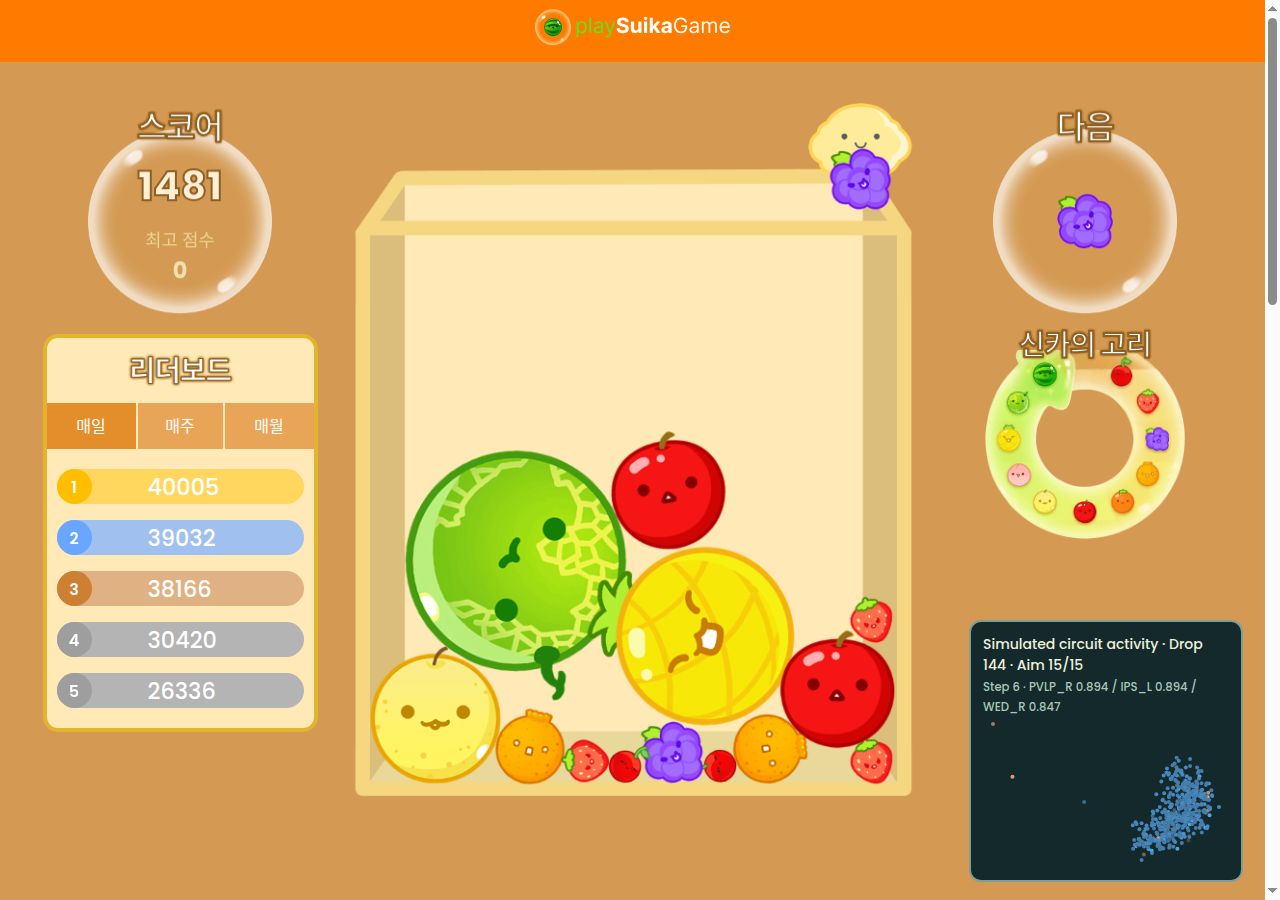 playSuikaGame
스코어
1481
최고 점수
0
리더보드
매일 매주 매월
1 40005
2 39032
3 38166
4 30420
5 26336
다음
신카의 고리
Simulated circuit activity · Drop
144 · Aim 15/15
Step 6 · PVLP_R 0.894 / IPS_L 0.894 /
WED_R 0.847